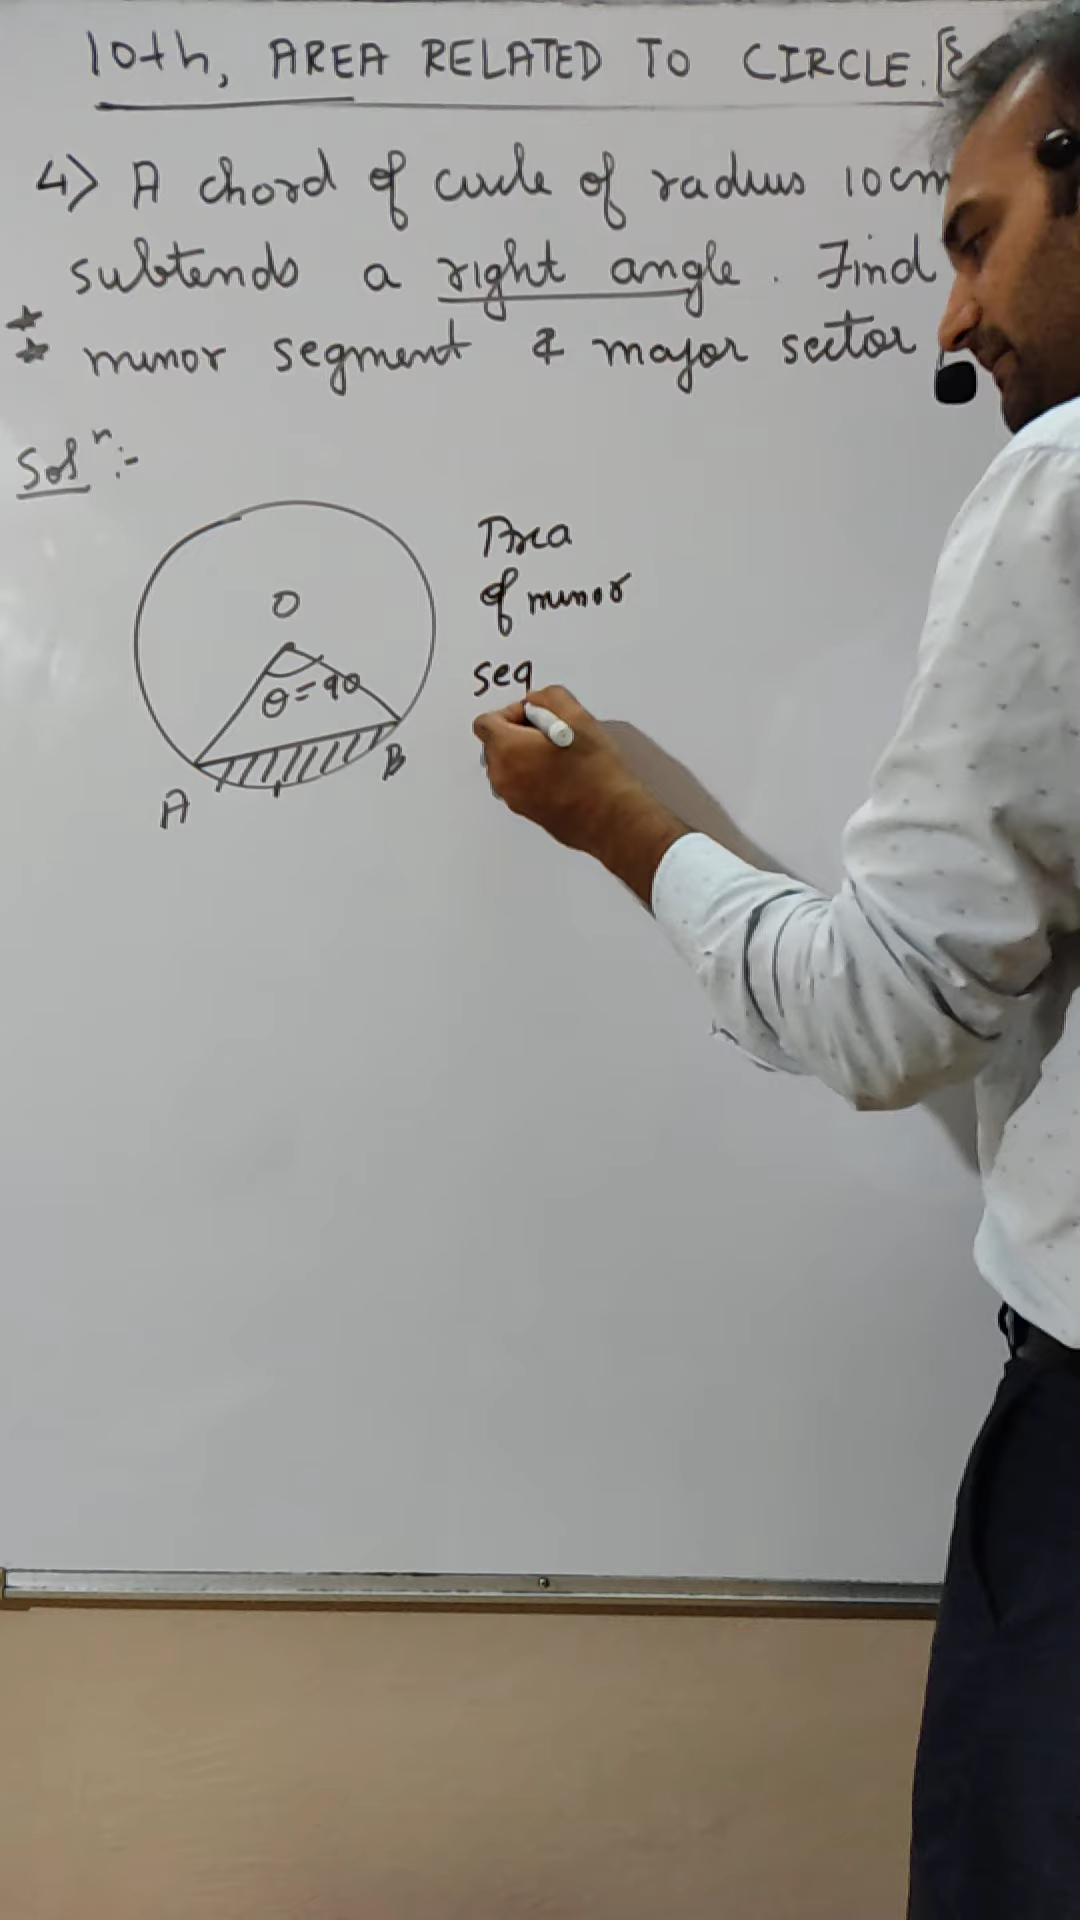 10th, AREA RELATED TO CIRCLE. [
4) A chord of circle of radius 10cm
subtends a right angle. Find
minor segment & major sector
Solⁿ:-
Area
of minor
seg
O
θ=90
A
B